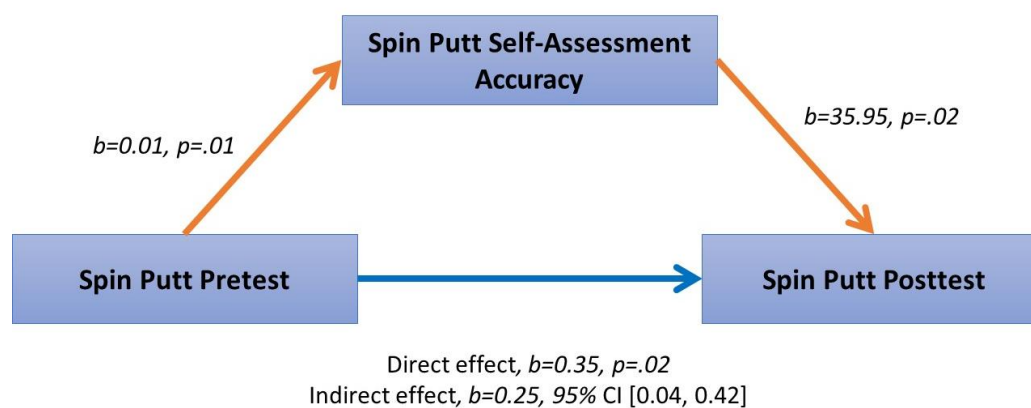 Spin Putt Self-Assessment
Accuracy
b=0.01, p=.01
b=35.95, p=.02
Spin Putt Pretest
Spin Putt Posttest
Direct effect, b=0.35, p=.02
Indirect effect, b=0.25, 95% CI [0.04, 0.42]